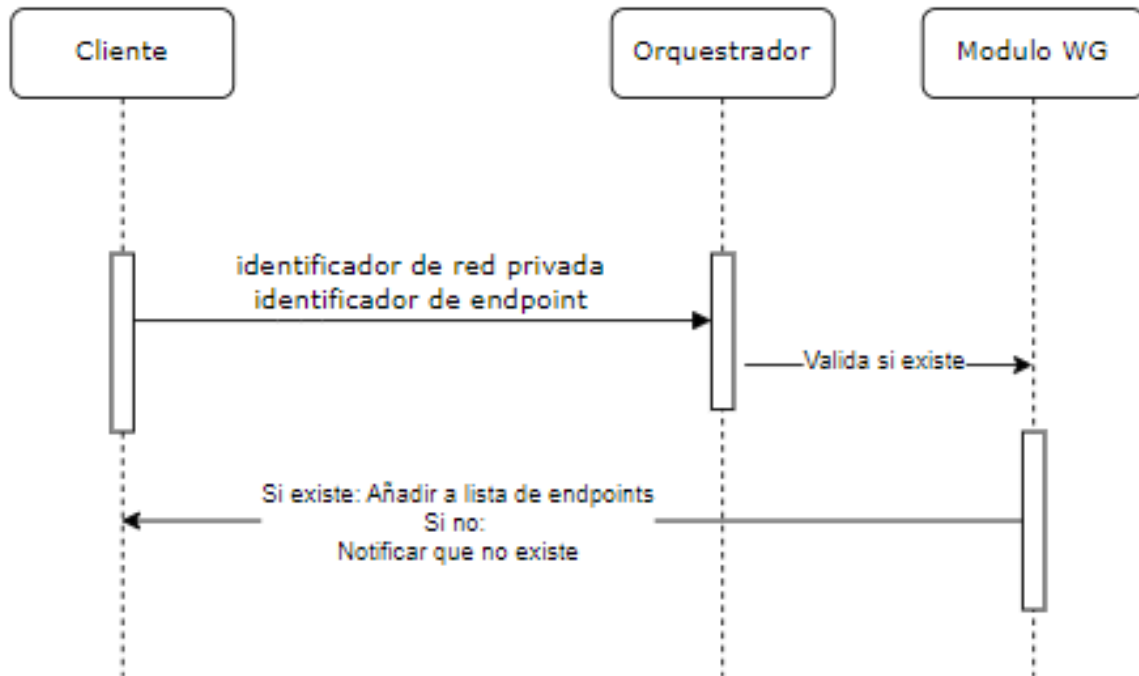 Cliente
Orquestrador
Modulo WG
identificador de red privada
identificador de endpoint
Valida si existe
Si existe: Añadir a lista de endpoints
Si no:
Notificar que no existe